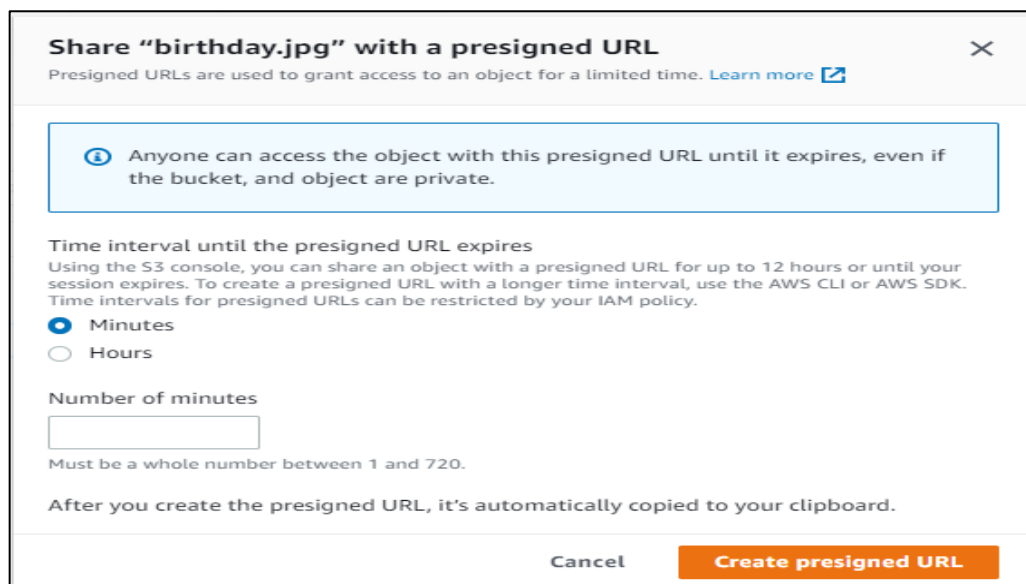 Share “birthday.jpg” with a presigned URL
Presigned URLs are used to grant access to an object for a limited time. Learn more
Anyone can access the object with this presigned URL until it expires, even if
the bucket, and object are private.
Time interval until the presigned URL expires
Using the S3 console, you can share an object with a presigned URL for up to 12 hours or until your
session expires. To create a presigned URL with a longer time interval, use the AWS CLI or AWS SDK.
Time intervals for presigned URLs can be restricted by your IAM policy.
Minutes
Hours
Number of minutes
Must be a whole number between 1 and 720.
After you create the presigned URL, it’s automatically copied to your clipboard.
Cancel
Create presigned URL